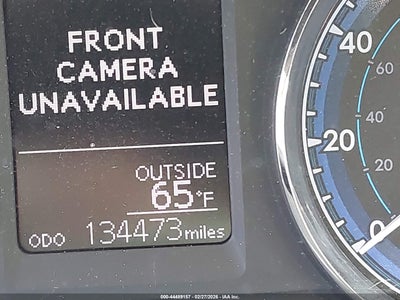 FRONT
CAMERA
UNAVAILABLE
OUTSIDE
65°F
ODO 134473 miles
40
60
20
40
20
0
000-44489157 - 02/27/2026 - IAA Inc.